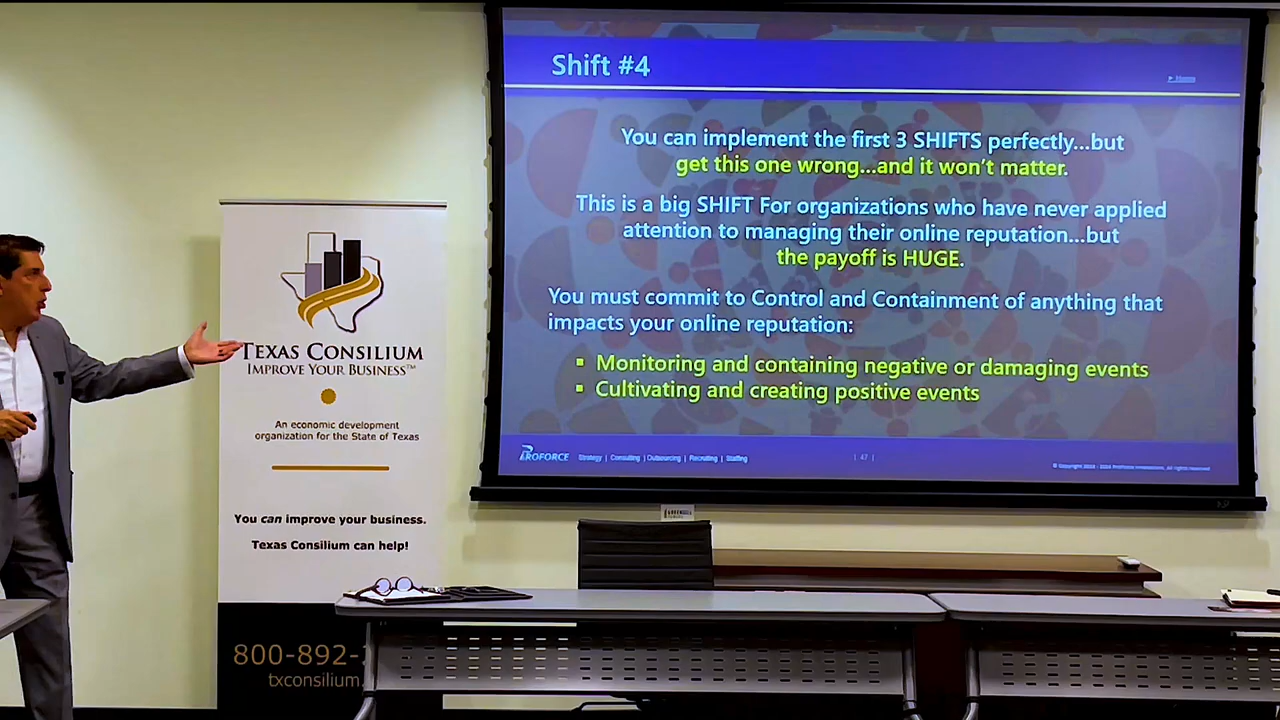 Shift #4
► Home
You can implement the first 3 SHIFTS perfectly...but
get this one wrong...and it won't matter.
This is a big SHIFT For organizations who have never applied
attention to managing their online reputation...but
the payoff is HUGE.
You must commit to Control and Containment of anything that
impacts your online reputation:
▪ Monitoring and containing negative or damaging events
▪ Cultivating and creating positive events
PROFORCE Strategy | Consulting | Outsourcing | Recruiting | Staffing
| 47 |
TEXAS CONSILIUM
IMPROVE YOUR BUSINESS™
An economic development
organization for the State of Texas
You can improve your business.
Texas Consilium can help!
800-892-
txconsilium.